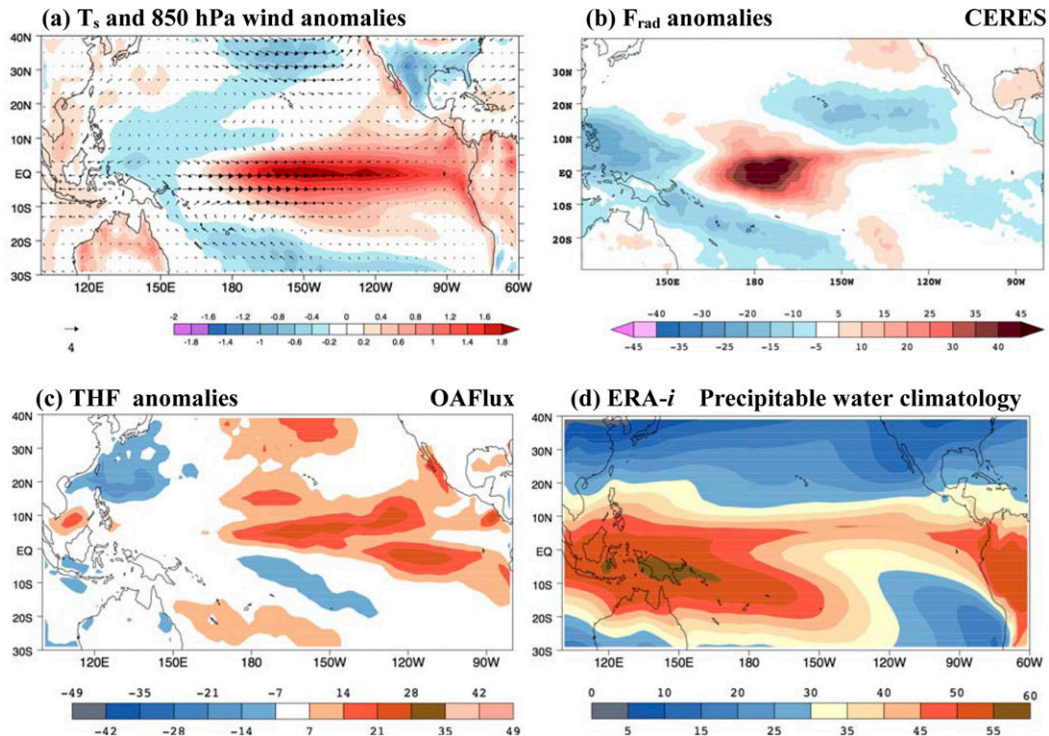 (a) Ts and 850 hPa wind anomalies
40N
30N
20N
10N
EQ
10S
20S
30S
120E 150E 180 150W 120W 90W 60W
4
-2 -1.6 -1.2 -0.8 -0.4 0 0.4 0.8 1.2 1.6
-1.8 -1.4 -1 -0.6 -0.2 0.2 0.6 1 1.4 1.8
(b) Frad anomalies CERES
30N
20N
10N
EQ
10S
20S
150E 180 150W 120W 90W
-40 -30 -20 -10 5 15 25 35 45
-45 -35 -25 -15 -5 10 20 30 40
(c) THF anomalies OAFlux
40N
30N
20N
10N
EQ
10S
20S
30S
120E 150E 180 150W 120W 90W
-49 -35 -21 -7 14 28 42
-42 -28 -14 7 21 35 49
(d) ERA-i Precipitable water climatology
40N
30N
20N
10N
EQ
10S
20S
30S
120E 150E 180 150W 120W 90W 60W
0 10 20 30 40 50 60
5 15 25 35 45 55